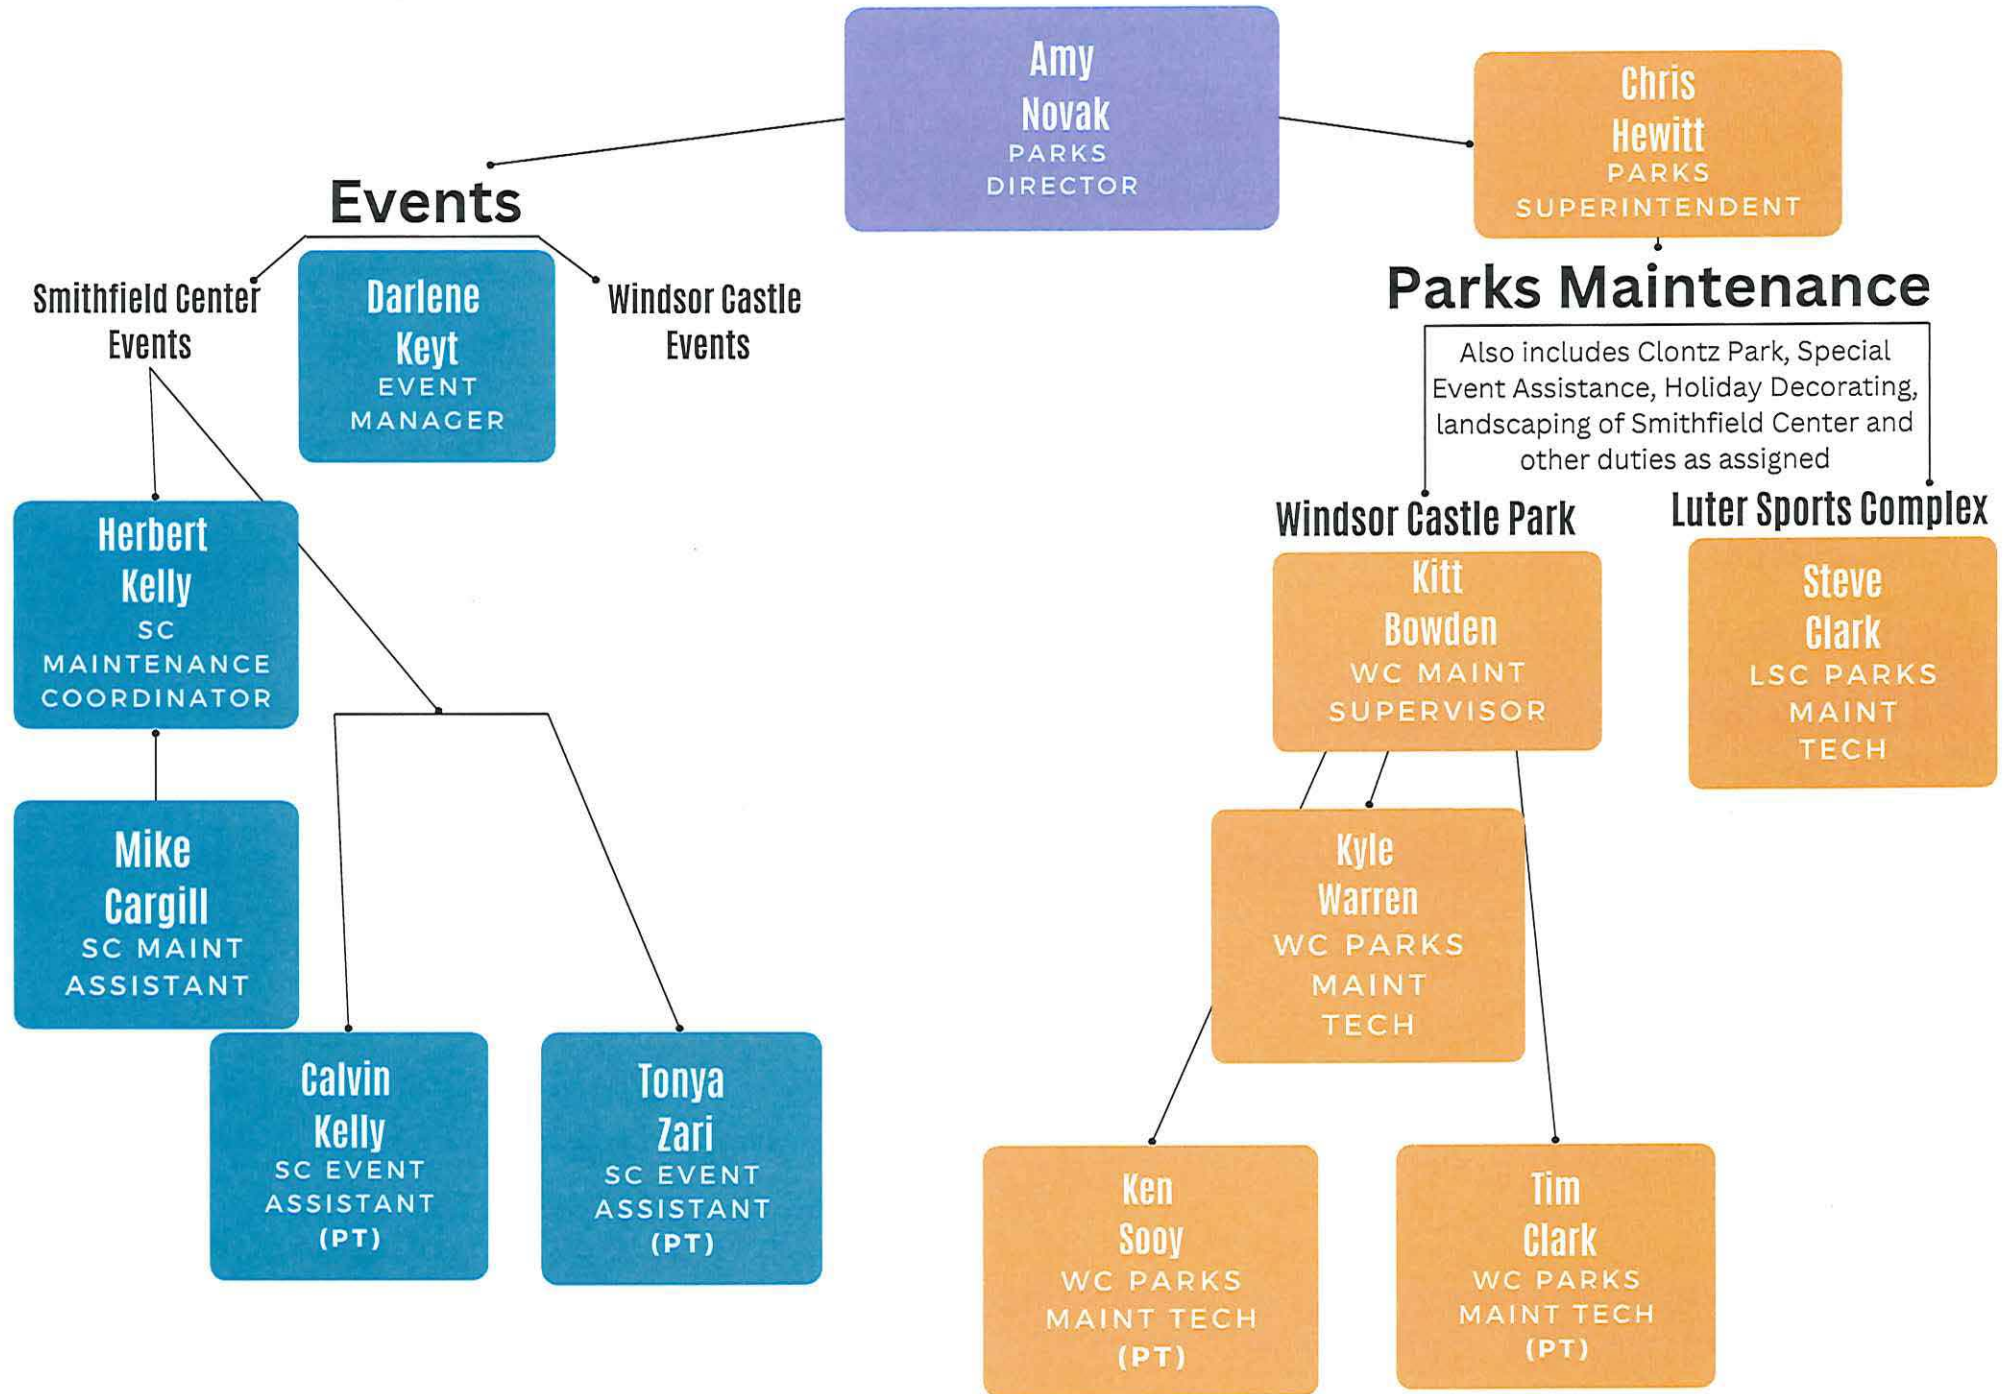 Amy
Novak
PARKS
DIRECTOR
Chris
Hewitt
PARKS
SUPERINTENDENT
Events
Smithfield Center
Events
Darlene
Keyt
EVENT
MANAGER
Windsor Castle
Events
Herbert
Kelly
SC
MAINTENANCE
COORDINATOR
Mike
Cargill
SC MAINT
ASSISTANT
Calvin
Kelly
SC EVENT
ASSISTANT
(PT)
Tonya
Zari
SC EVENT
ASSISTANT
(PT)
Parks Maintenance
Also includes Clontz Park, Special
Event Assistance, Holiday Decorating,
landscaping of Smithfield Center and
other duties as assigned
Windsor Castle Park
Kitt
Bowden
WC MAINT
SUPERVISOR
Kyle
Warren
WC PARKS
MAINT
TECH
Ken
Sooy
WC PARKS
MAINT TECH
(PT)
Tim
Clark
WC PARKS
MAINT TECH
(PT)
Luter Sports Complex
Steve
Clark
LSC PARKS
MAINT
TECH